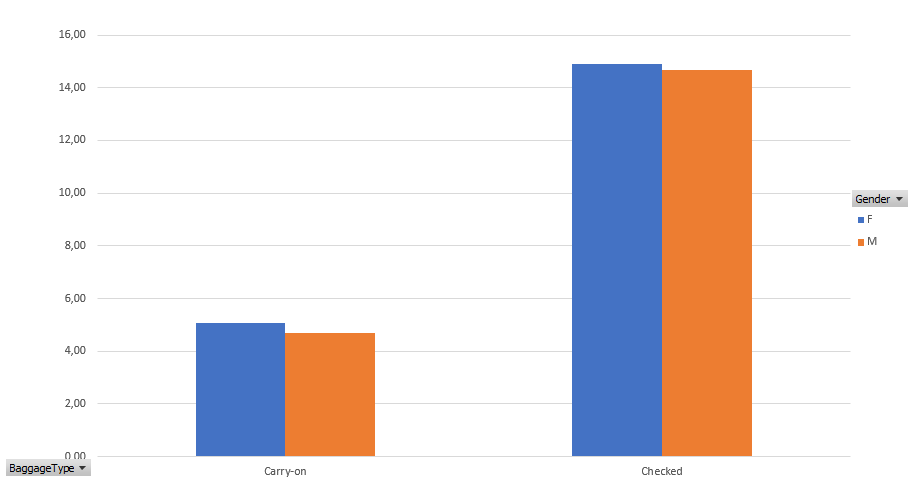 16,00
14,00
12,00
10,00
8,00
6,00
4,00
2,00
0,00
BaggageType
Carry-on
Checked
Gender
F
M